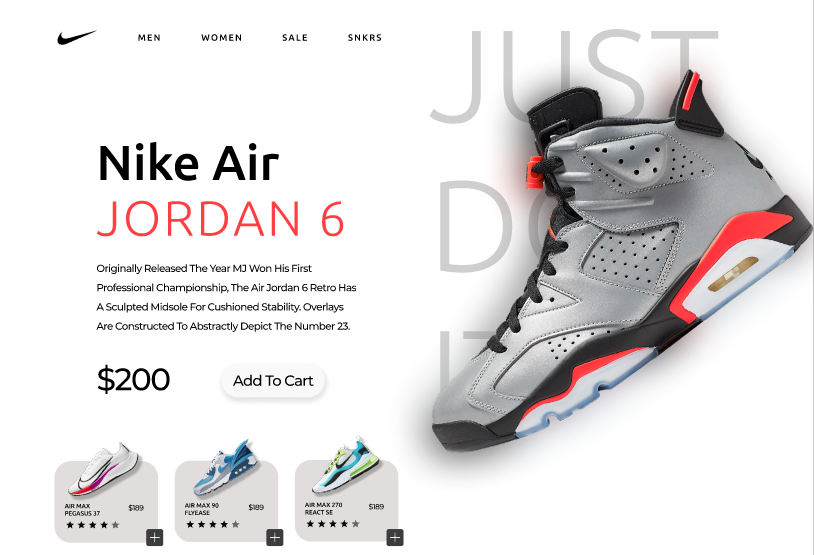 MEN WOMEN SALE SNKRS
JUST
DO
IT
Nike Air
JORDAN 6
Originally Released The Year MJ Won His First
Professional Championship, The Air Jordan 6 Retro Has
A Sculpted Midsole For Cushioned Stability. Overlays
Are Constructed To Abstractly Depict The Number 23.
$200 Add To Cart
AIR MAX
PEGASUS 37
$189
AIR MAX 90
FLYEASE
$189
AIR MAX 270
REACT SE
$189